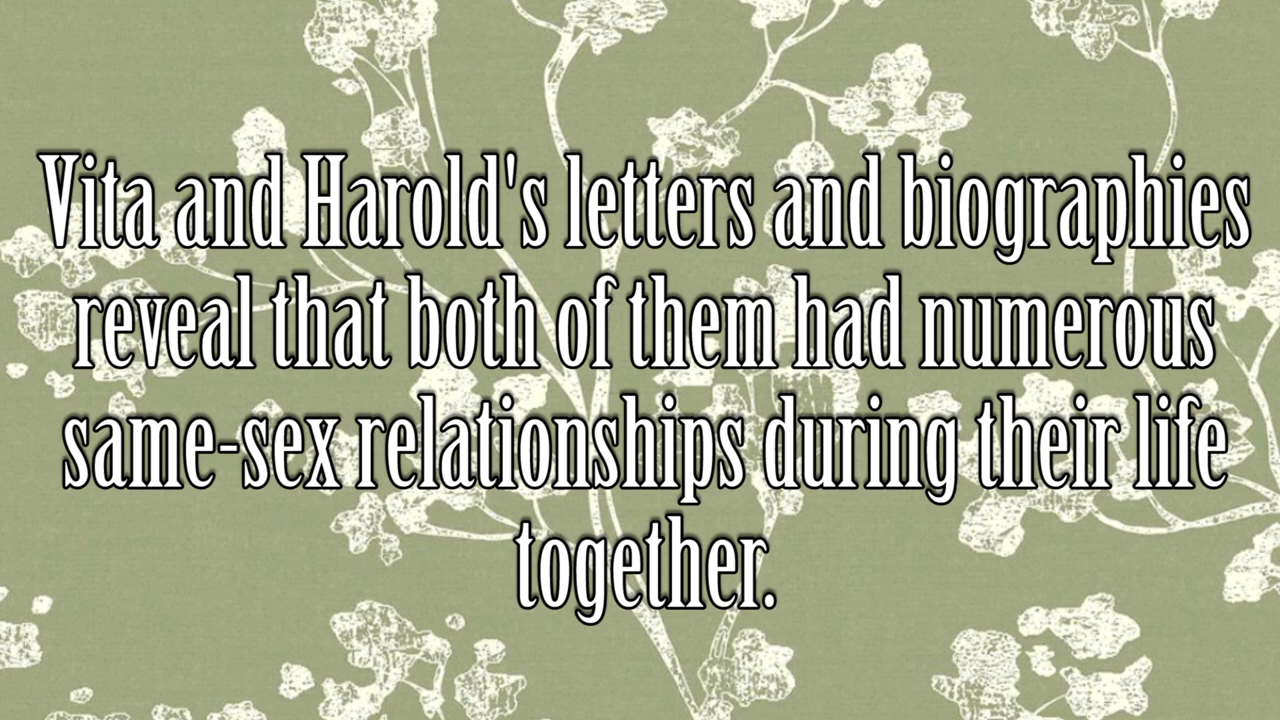 Vita and Harold's letters and biographies
reveal that both of them had numerous
same-sex relationships during their life
together.